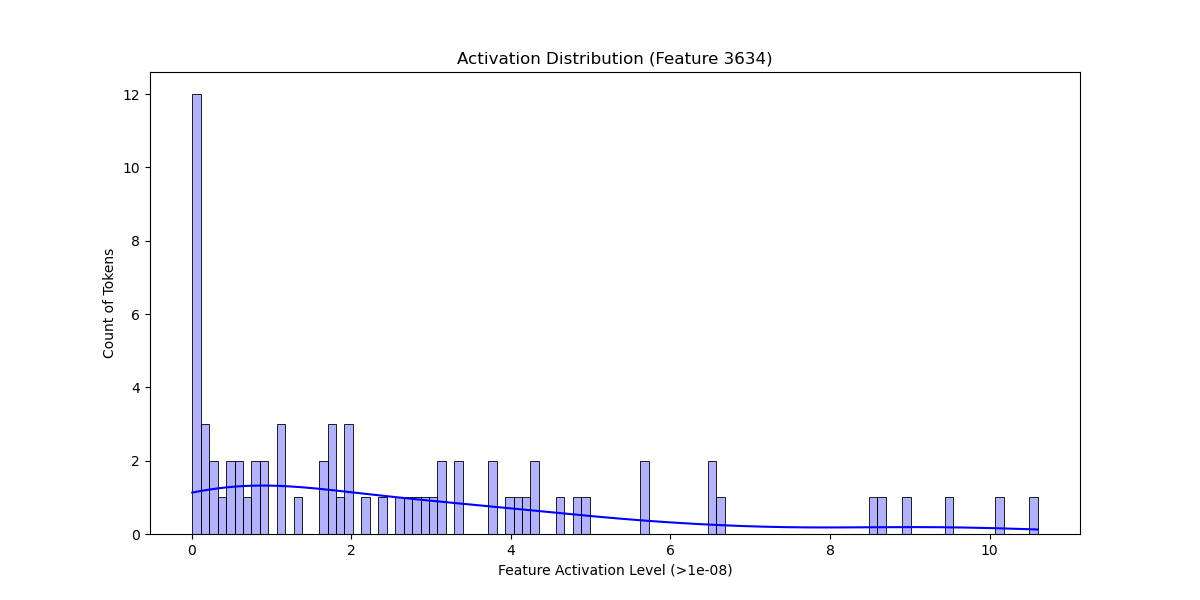 Activation Distribution (Feature 3634)
12
10
8
6
4
2
0
Count of Tokens
0 2 4 6 8 10
Feature Activation Level (>1e-08)